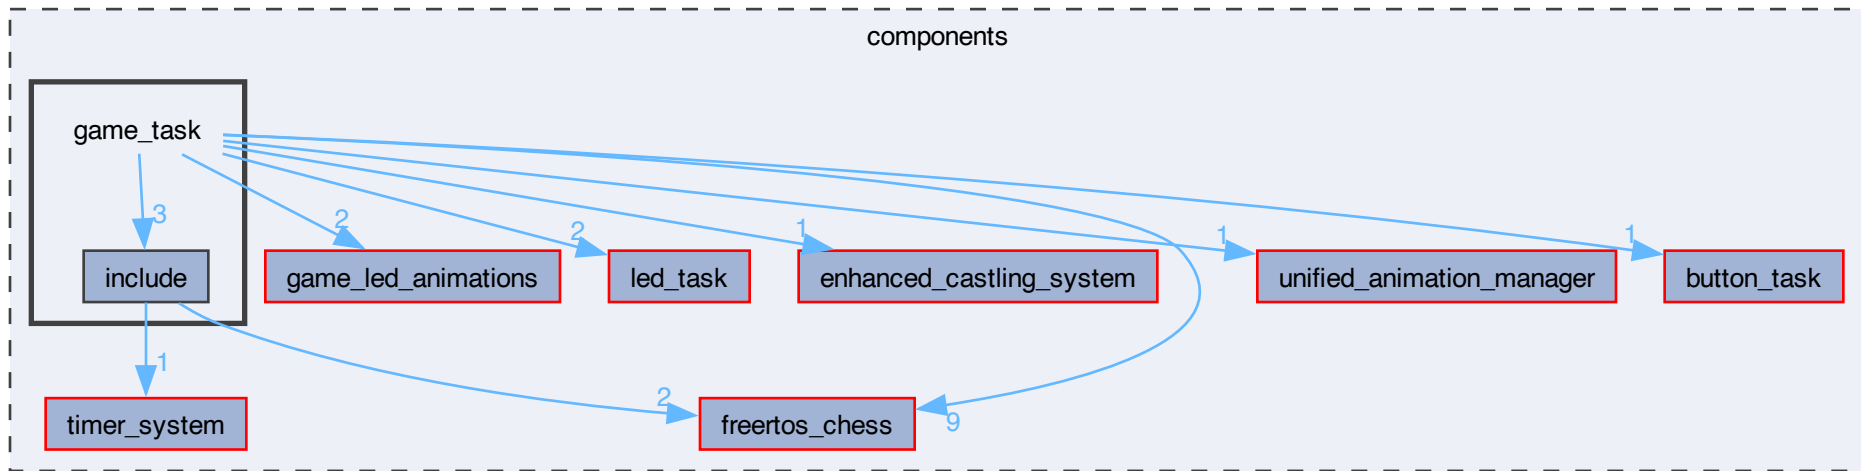 components
game_task
3
2
2
1
1
1
include
game_led_animations
led_task
enhanced_castling_system
unified_animation_manager
button_task
1
2
9
timer_system
freertos_chess